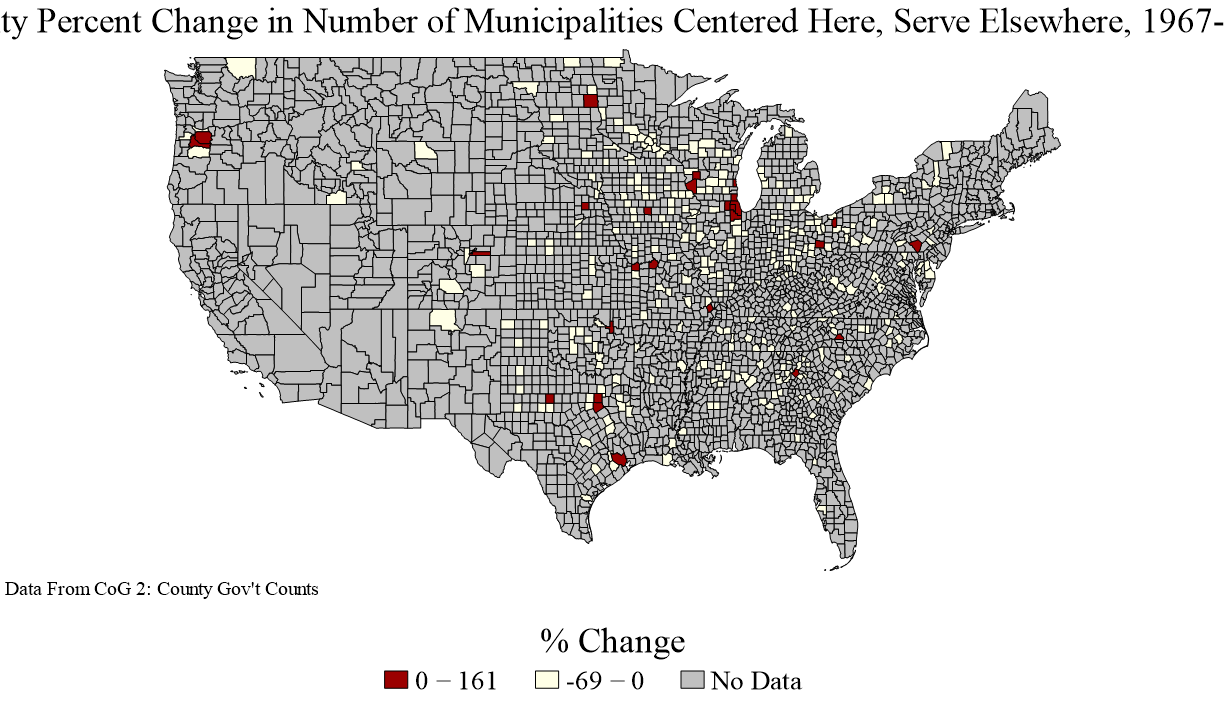 ty Percent Change in Number of Municipalities Centered Here, Serve Elsewhere, 1967-
Data From CoG 2: County Gov't Counts
% Change
0 − 161 -69 − 0 No Data